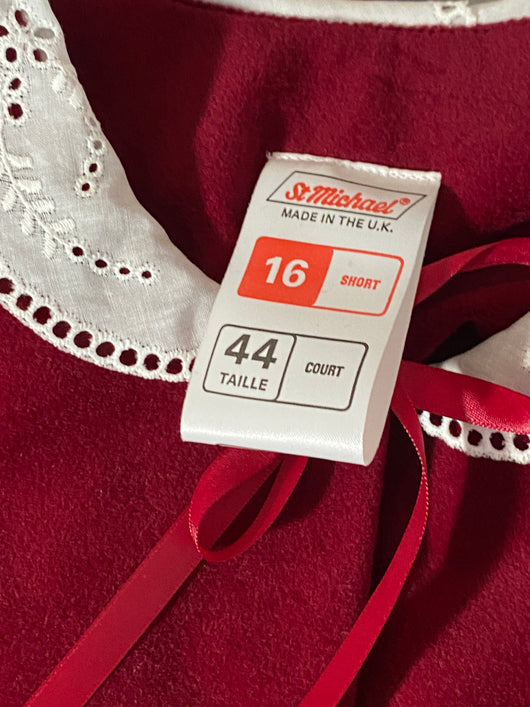 St Michael®
MADE IN THE U.K.
16 SHORT
44 TAILLE COURT